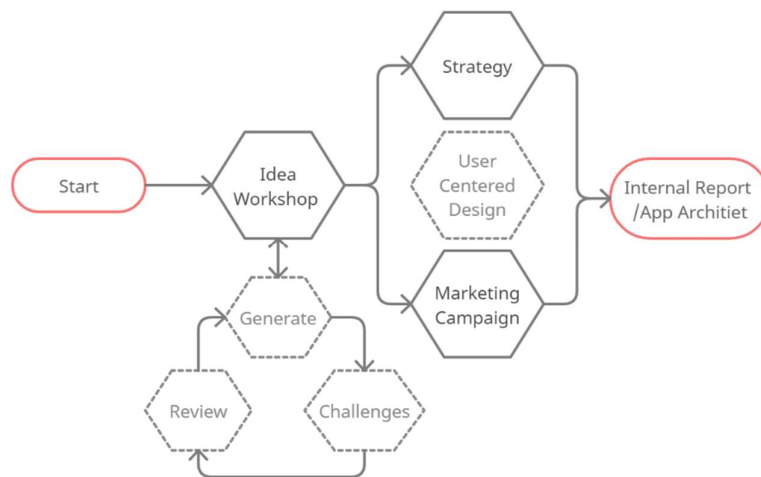 Strategy
Idea
Workshop
User
Centered
Design
Start
Internal Report
/App Architiet
Marketing
Campaign
Generate
Review
Challenges